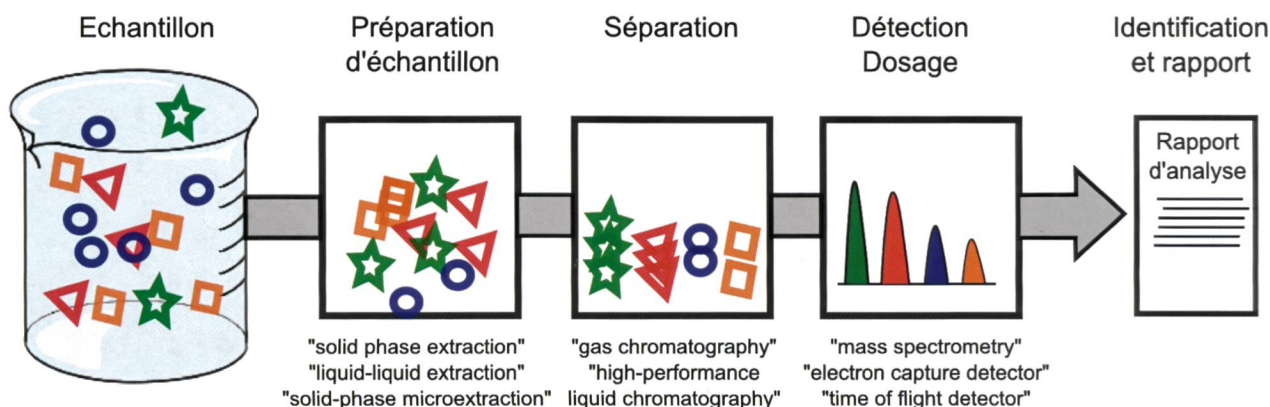 Echantillon
Préparation
d'échantillon
Séparation
Détection
Dosage
Identification
et rapport
Rapport
d'analyse
"solid phase extraction"
"liquid-liquid extraction"
"solid-phase microextraction"
"gas chromatography"
"high-performance
liquid chromatography"
"mass spectrometry"
"electron capture detector"
"time of flight detector"